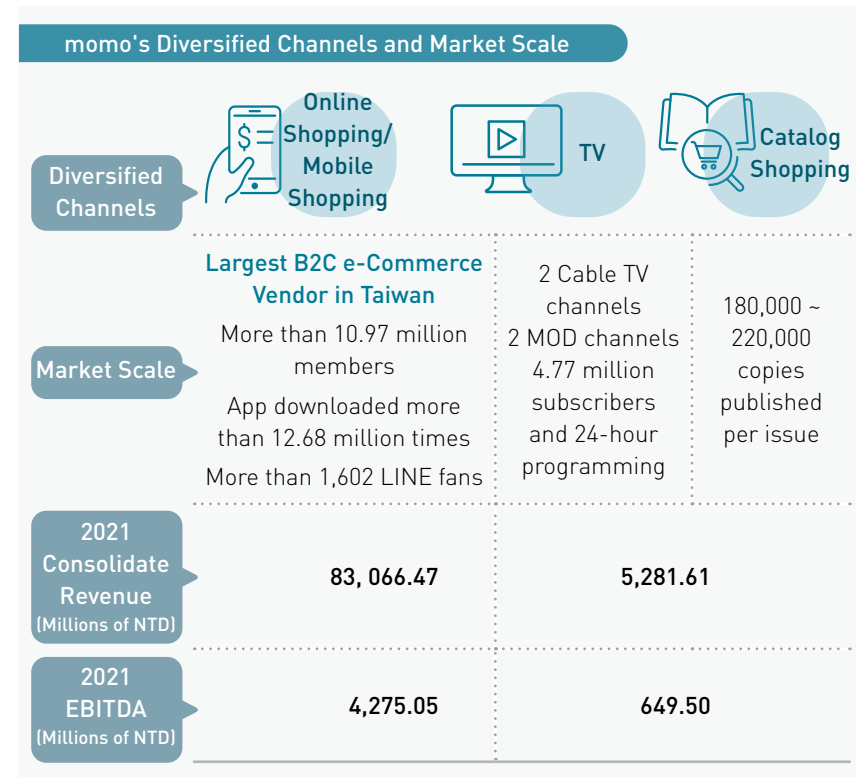 momo's Diversified Channels and Market Scale
Diversified
Channels
$
Online
Shopping/
Mobile
Shopping
TV
Catalog
Shopping
Market Scale
Largest B2C e-Commerce
Vendor in Taiwan
More than 10.97 million
members
App downloaded more
than 12.68 million times
More than 1,602 LINE fans
2 Cable TV
channels
2 MOD channels
4.77 million
subscribers
and 24-hour
programming
180,000 ~
220,000
copies
published
per issue
2021
Consolidate
Revenue
(Millions of NTD)
83, 066.47
5,281.61
2021
EBITDA
(Millions of NTD)
4,275.05
649.50